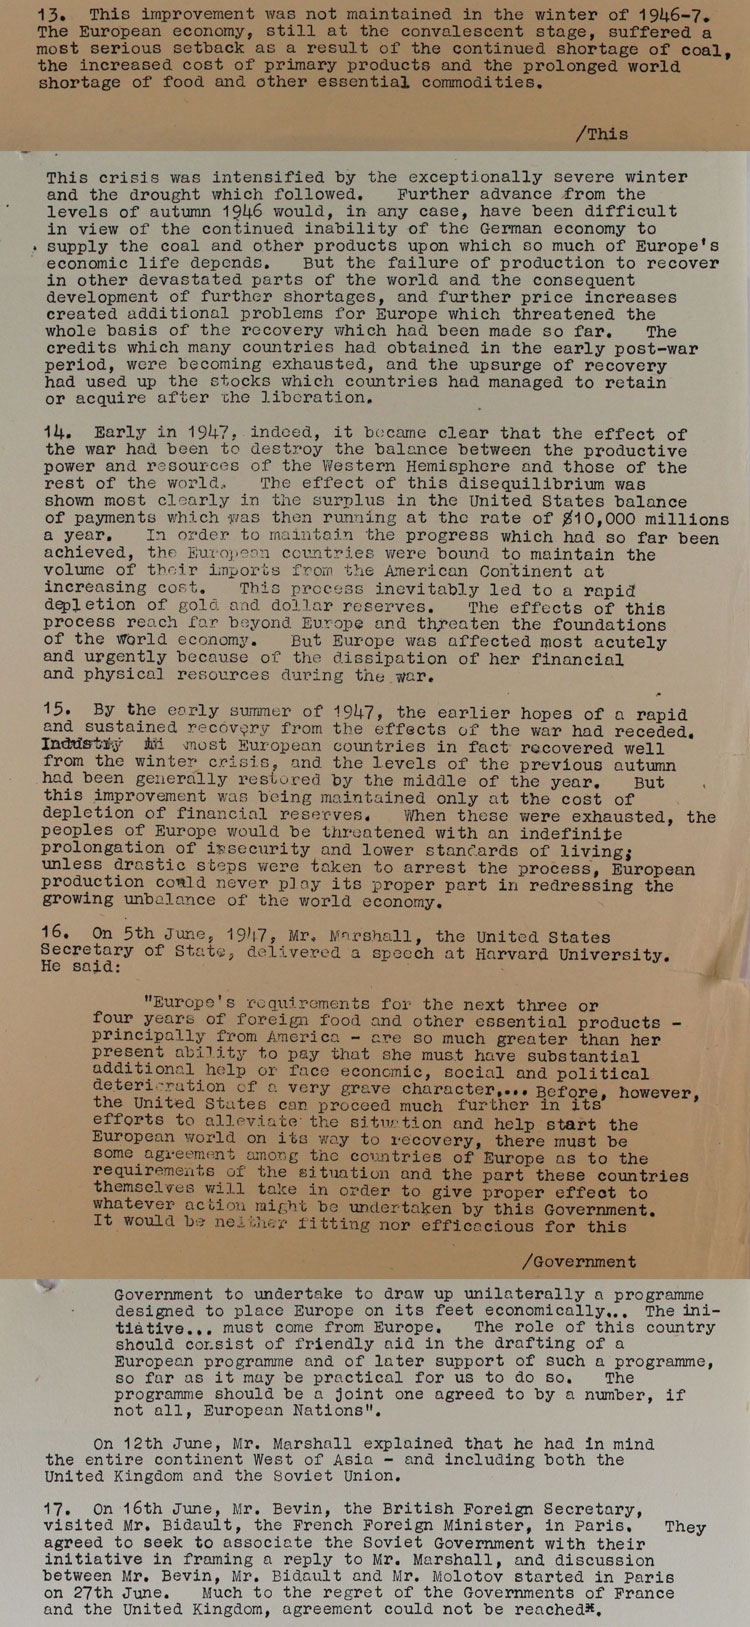 13. This improvement was not maintained in the winter of 1946-7.
The European economy, still at the convalescent stage, suffered a
most serious setback as a result of the continued shortage of coal,
the increased cost of primary products and the prolonged world
shortage of food and other essential commodities.
/This
This crisis was intensified by the exceptionally severe winter
and the drought which followed. Further advance from the
levels of autumn 1946 would, in any case, have been difficult
in view of the continued inability of the German economy to
supply the coal and other products upon which so much of Europe's
economic life depends. But the failure of production to recover
in other devastated parts of the world and the consequent
development of further shortages, and further price increases
created additional problems for Europe which threatened the
whole basis of the recovery which had been made so far. The
credits which many countries had obtained in the early post-war
period, were becoming exhausted, and the upsurge of recovery
had used up the stocks which countries had managed to retain
or acquire after the liberation.
14. Early in 1947, indeed, it became clear that the effect of
the war had been to destroy the balance between the productive
power and resources of the Western Hemisphere and those of the
rest of the world. The effect of this disequilibrium was
shown most clearly in the surplus in the United States balance
of payments which was then running at the rate of $10,000 millions
a year. In order to maintain the progress which had so far been
achieved, the European countries were bound to maintain the
volume of their imports from the American Continent at
increasing cost. This process inevitably led to a rapid
depletion of gold and dollar reserves. The effects of this
process reach far beyond Europe and threaten the foundations
of the World economy. But Europe was affected most acutely
and urgently because of the dissipation of her financial
and physical resources during the war.
15. By the early summer of 1947, the earlier hopes of a rapid
and sustained recovery from the effects of the war had receded.
Industry in most European countries in fact recovered well
from the winter crisis, and the levels of the previous autumn
had been generally restored by the middle of the year. But
this improvement was being maintained only at the cost of
depletion of financial reserves. When these were exhausted, the
peoples of Europe would be threatened with an indefinite
prolongation of insecurity and lower standards of living;
unless drastic steps were taken to arrest the process, European
production could never play its proper part in redressing the
growing unbalance of the world economy.
16. On 5th June, 1947, Mr. Marshall, the United States
Secretary of State, delivered a speech at Harvard University.
He said:
"Europe's requirements for the next three or
four years of foreign food and other essential products -
principally from America - are so much greater than her
present ability to pay that she must have substantial
additional help or face economic, social and political
deterioration of a very grave character.... Before, however,
the United States can proceed much further in its
efforts to alleviate the situation and help start the
European world on its way to recovery, there must be
some agreement among the countries of Europe as to the
requirements of the situation and the part these countries
themselves will take in order to give proper effect to
whatever action might be undertaken by this Government.
It would be neither fitting nor efficacious for this
/Government
Government to undertake to draw up unilaterally a programme
designed to place Europe on its feet economically... The ini-
tiative... must come from Europe. The role of this country
should consist of friendly aid in the drafting of a
European programme and of later support of such a programme,
so far as it may be practical for us to do so. The
programme should be a joint one agreed to by a number, if
not all, European Nations".
On 12th June, Mr. Marshall explained that he had in mind
the entire continent West of Asia - and including both the
United Kingdom and the Soviet Union.
17. On 16th June, Mr. Bevin, the British Foreign Secretary,
visited Mr. Bidault, the French Foreign Minister, in Paris. They
agreed to seek to associate the Soviet Government with their
initiative in framing a reply to Mr. Marshall, and discussion
between Mr. Bevin, Mr. Bidault and Mr. Molotov started in Paris
on 27th June. Much to the regret of the Governments of France
and the United Kingdom, agreement could not be reached*.